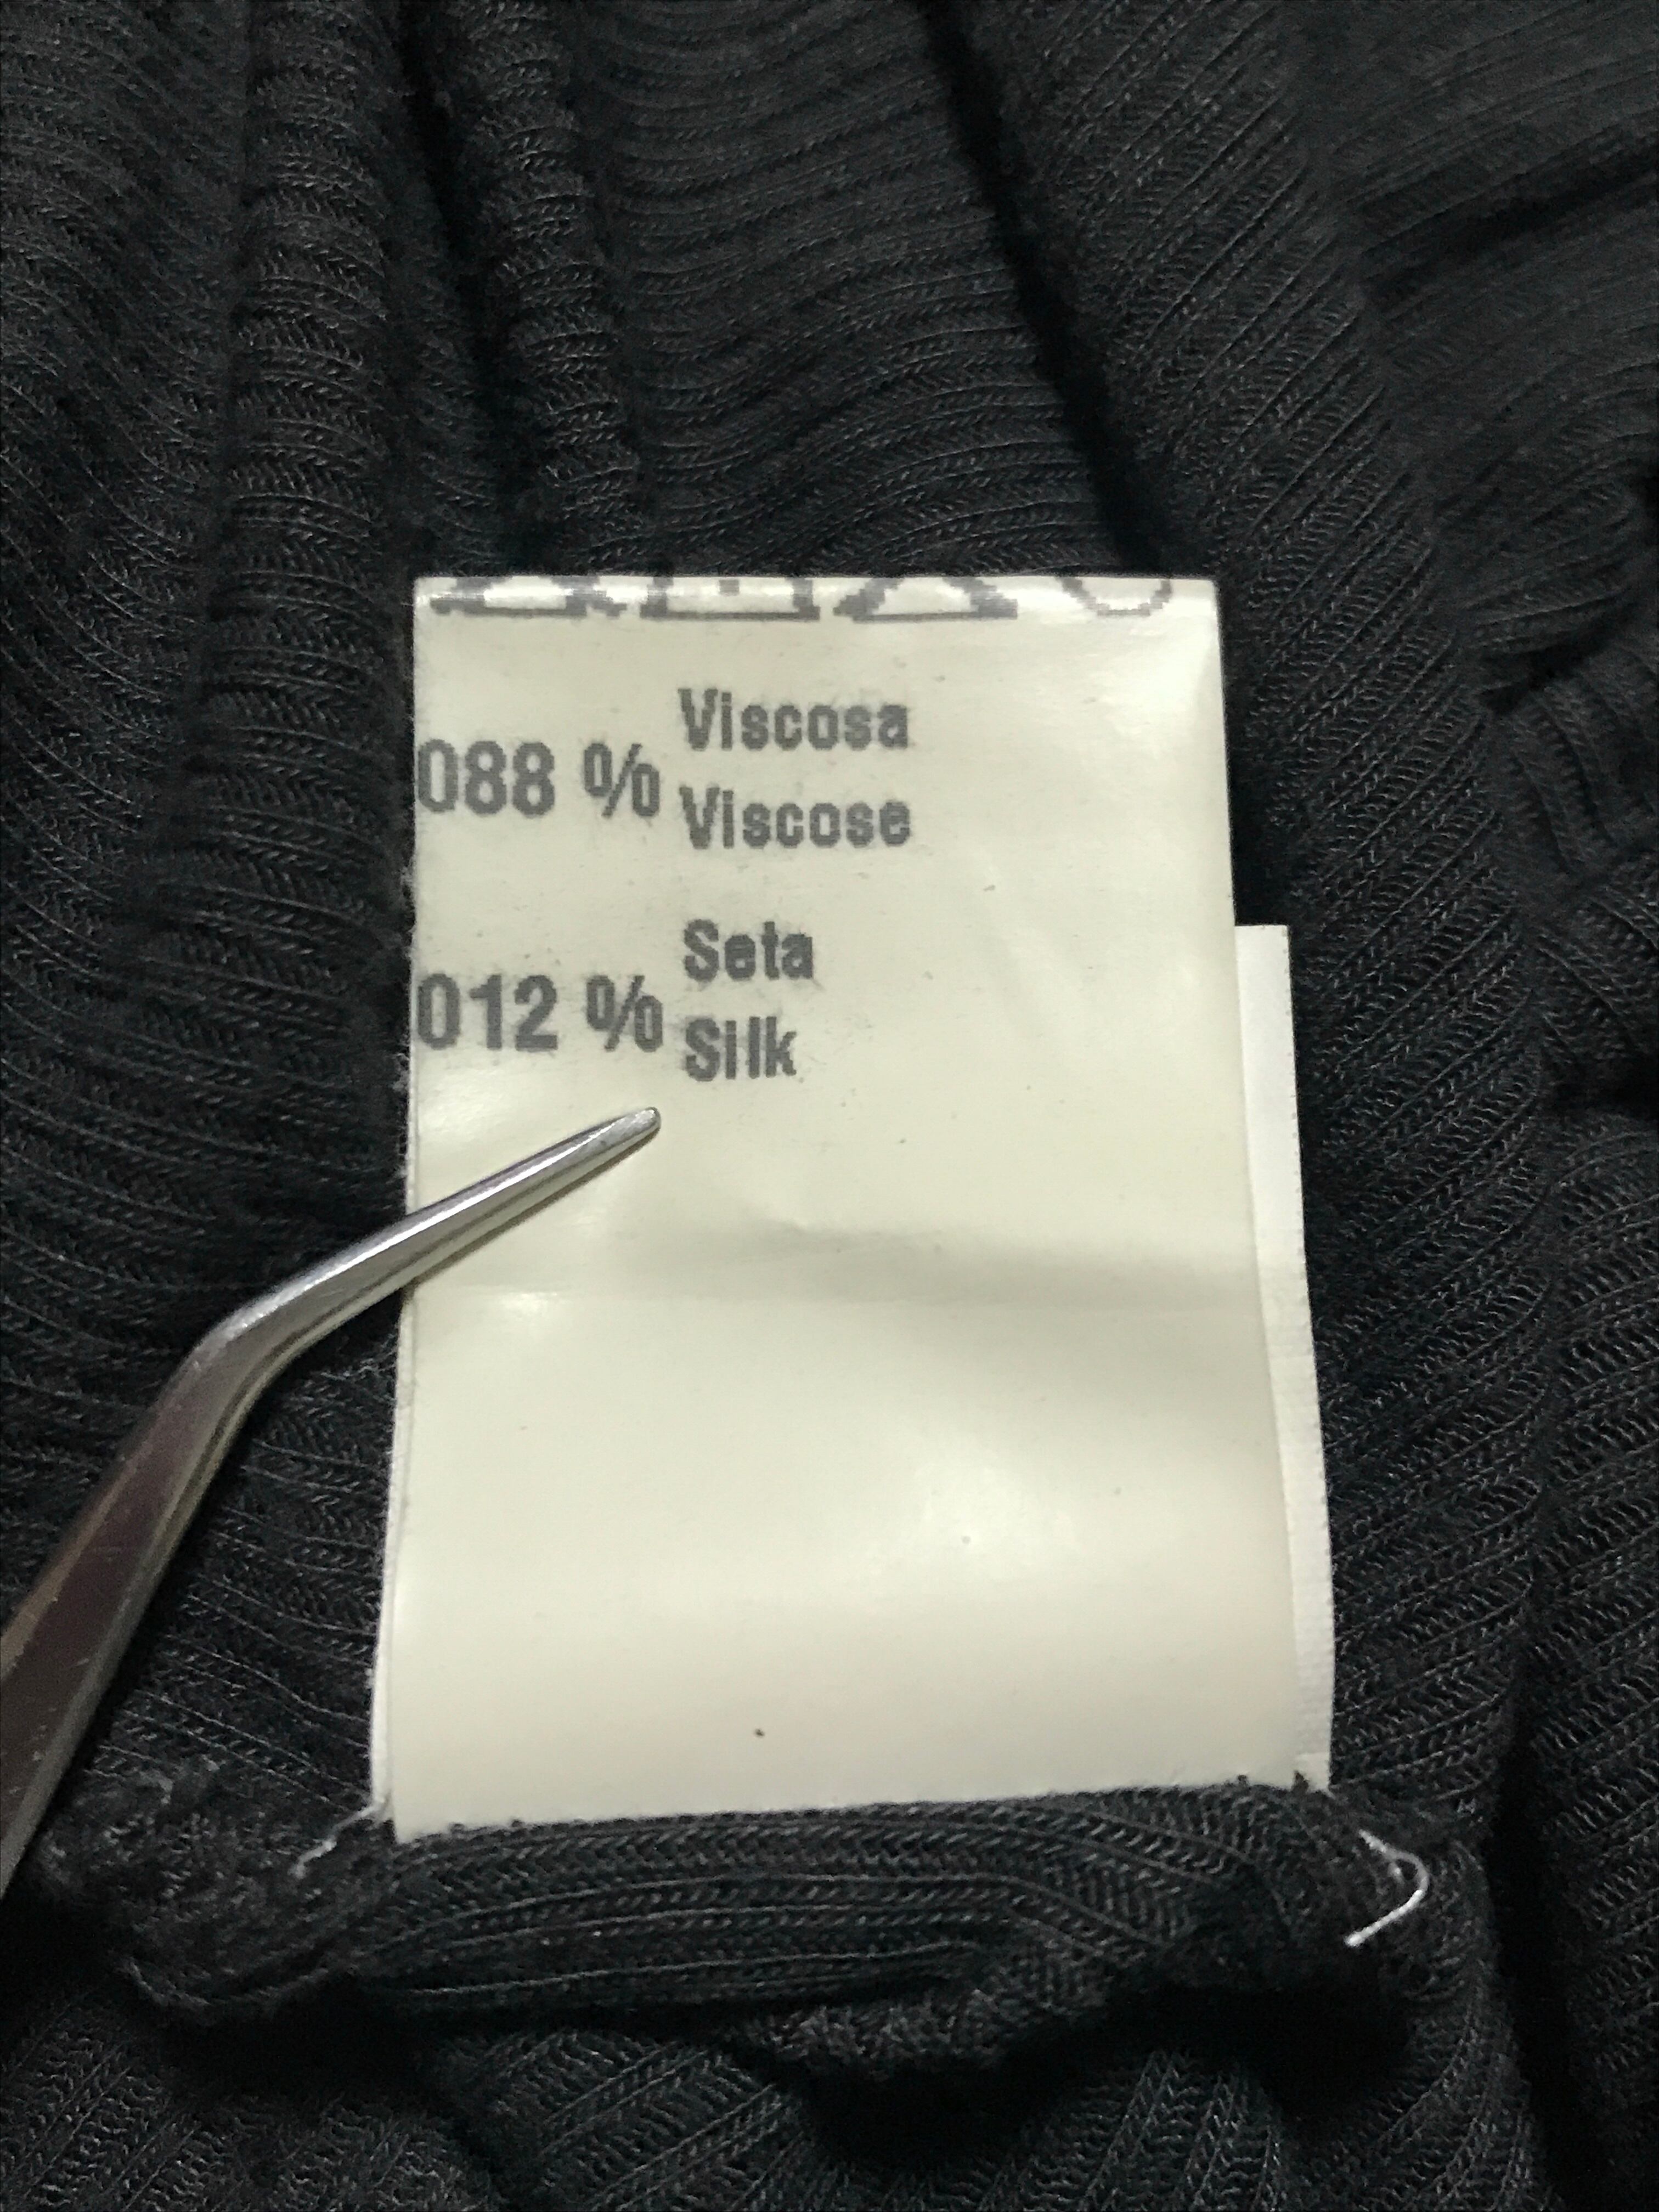 088 % Viscosa
Viscose
012 % Seta
Silk